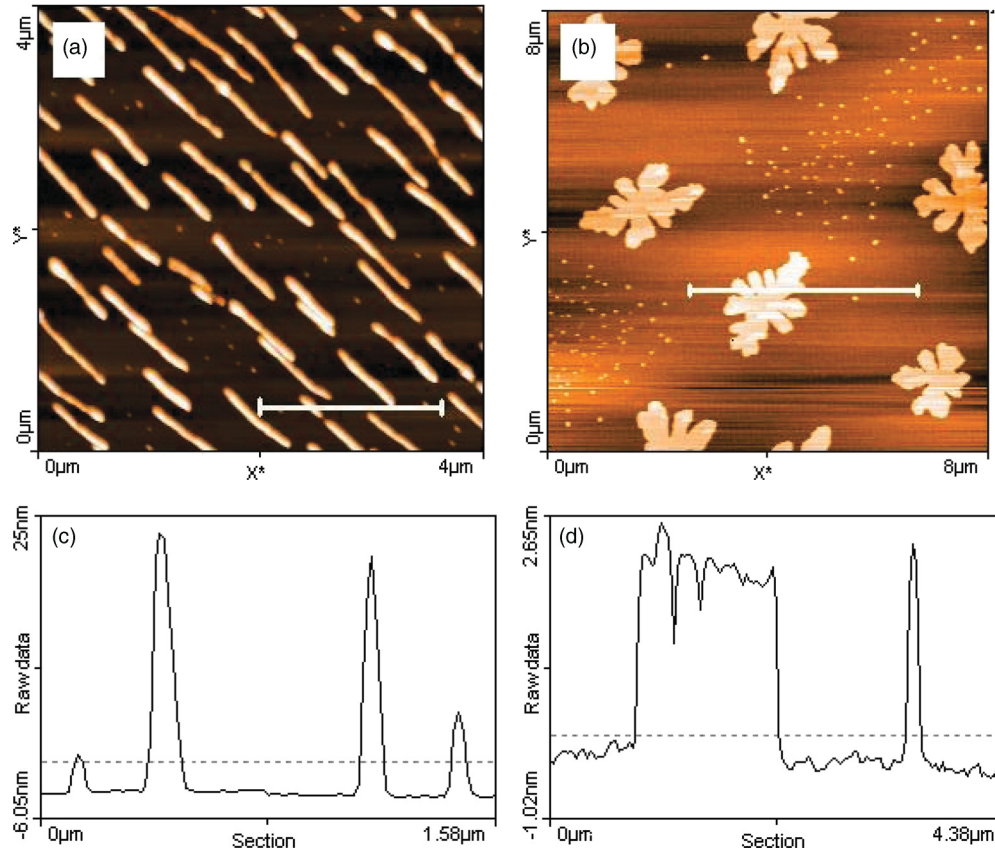 (a)
4µm
Y*
0µm
0µm
X*
4µm
(b)
8µm
Y*
0µm
0µm
X*
8µm
(c)
25nm
Raw data
-6.05nm
0µm
Section
1.58µm
(d)
2.65nm
Raw data
-1.02nm
0µm
Section
4.38µm